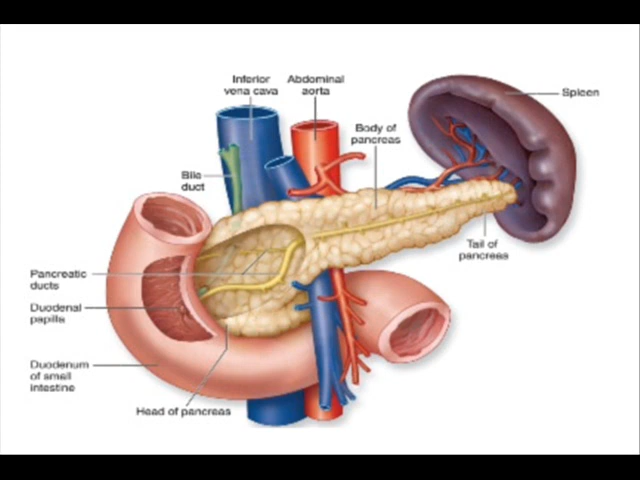 Inferior
vena cava
Abdominal
aorta
Spleen
Body of
pancreas
Bile
duct
Tail of
pancreas
Pancreatic
ducts
Duodenal
papilla
Duodenum
of small
intestine
Head of pancreas